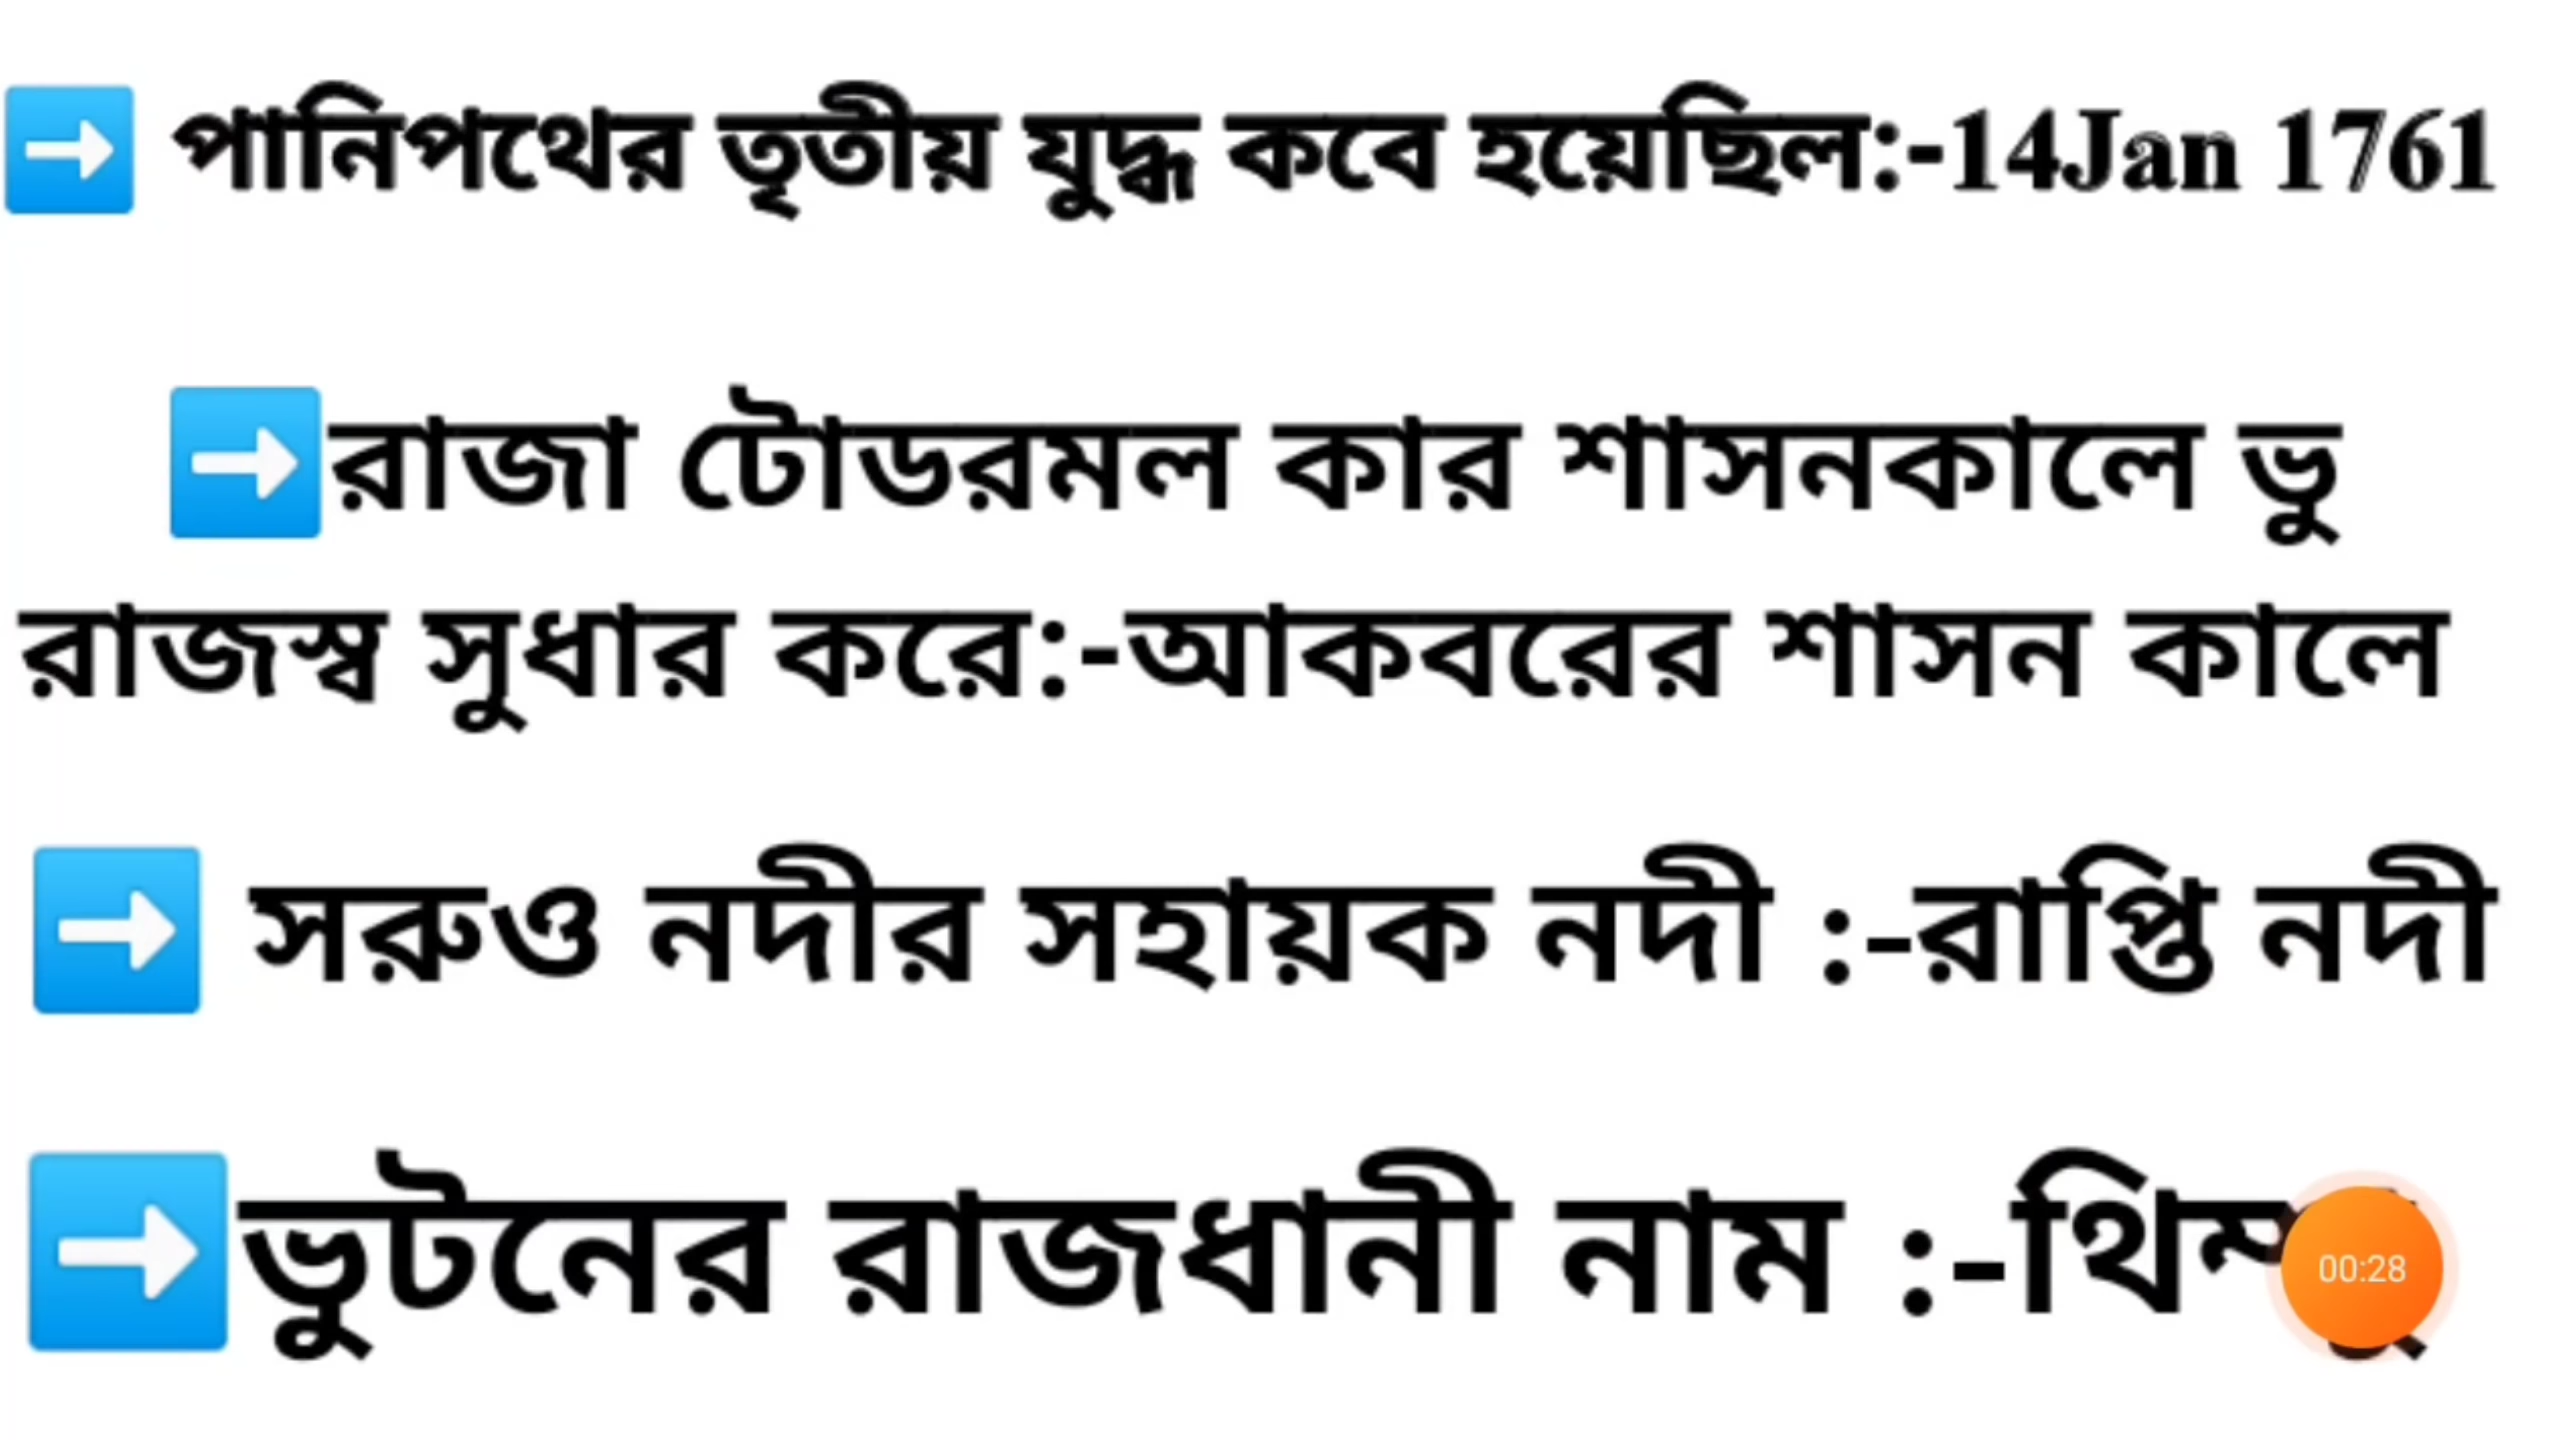 ➡️ পানিপথের তৃতীয় যুদ্ধ কবে হয়েছিল:-14Jan 1761
➡️রাজা টোডরমল কার শাসনকালে ভু
রাজস্ব সুধার করে:-আকবরের শাসন কালে
➡️ সরুও নদীর সহায়ক নদী :-রাপ্তি নদী
➡️ভুটনের রাজধানী নাম :-
00:28